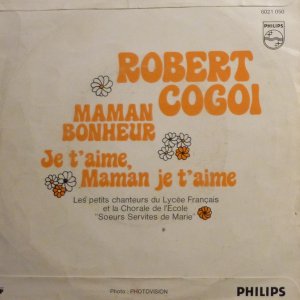 6021.050
PHILIPS
ROBERT
COGOI
MAMAN
BONHEUR
Je t'aime,
Maman je t'aime
Les petits chanteurs du Lycée Français
et la Chorale de l'École
"Soeurs Servites de Marie"
Photo : PHOTOVISION
PHILIPS